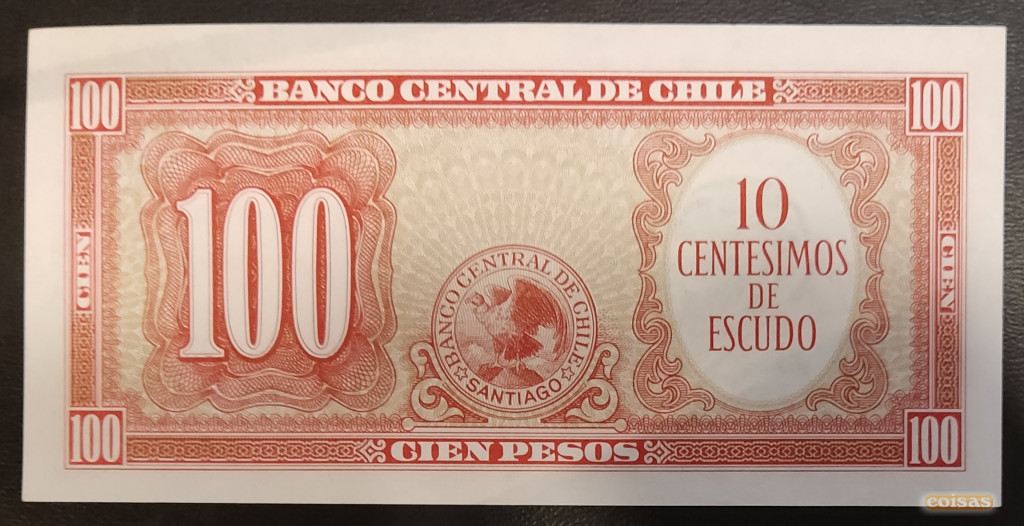 100 BANCO CENTRAL DE CHILE 100
100
CIEN
BANCO CENTRAL DE CHILE
SANTIAGO
10
CENTESIMOS
DE
ESCUDO
CIEN
100 CIEN PESOS 100
coisas